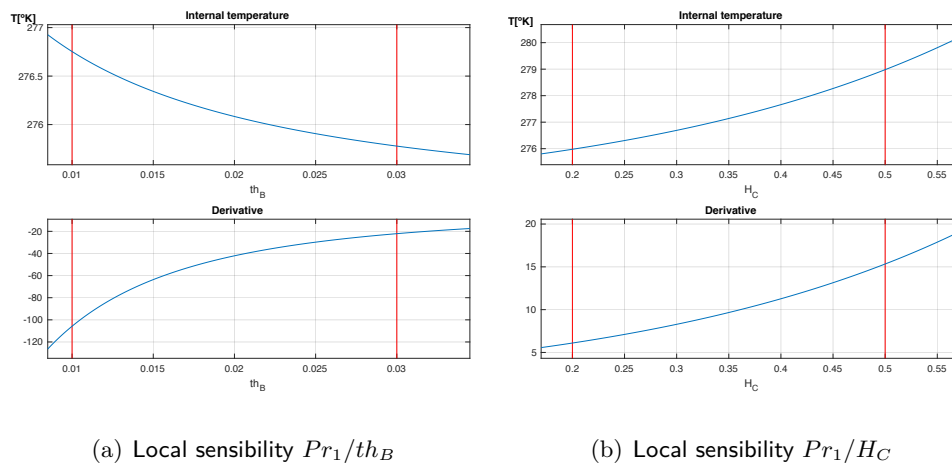 Internal temperature
T[°K]
277
276.5
276
0.01 0.015 0.02 0.025 0.03
th_B
Derivative
-20
-40
-60
-80
-100
-120
0.01 0.015 0.02 0.025 0.03
th_B
(a) Local sensibility Pr_1/th_B
Internal temperature
T[°K]
280
279
278
277
276
0.2 0.25 0.3 0.35 0.4 0.45 0.5 0.55
H_C
Derivative
20
15
10
5
0.2 0.25 0.3 0.35 0.4 0.45 0.5 0.55
H_C
(b) Local sensibility Pr_1/H_C